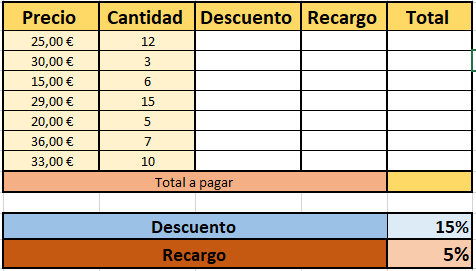 Precio Cantidad Descuento Recargo Total
25,00 € 12
30,00 € 3
15,00 € 6
29,00 € 15
20,00 € 5
36,00 € 7
33,00 € 10
Total a pagar
Descuento 15%
Recargo 5%